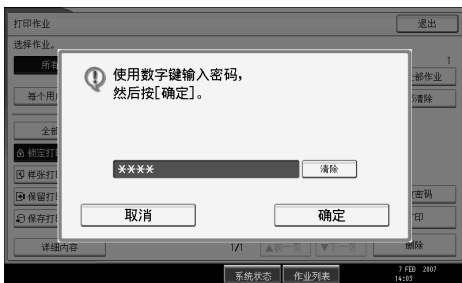 打印作业
退出
选择作业。
所有
1
全部作业
每个用
部清除
使用数字键输入密码,
然后按[确定]。
全部
锁定打
样张打
****
清除
保留打
密码
保存打
取消
确定
印
详细内容
1/1
▲前一页
▼下一页
删除
系统状态
作业列表
7 FEB 2007
14:03